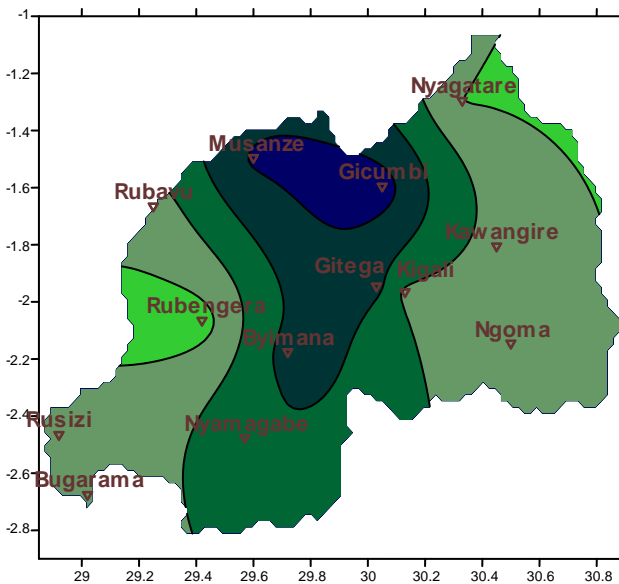 -1
-1.2
-1.4
-1.6
-1.8
-2
-2.2
-2.4
-2.6
-2.8
Nyagatare
Musanze
Gicumbi
Rubavu
Kawangire
Gitega
Kigali
Rubengera
Byimana
Ngoma
Rusizi
Nyamagabe
Bugarama
29 29.2 29.4 29.6 29.8 30 30.2 30.4 30.6 30.8